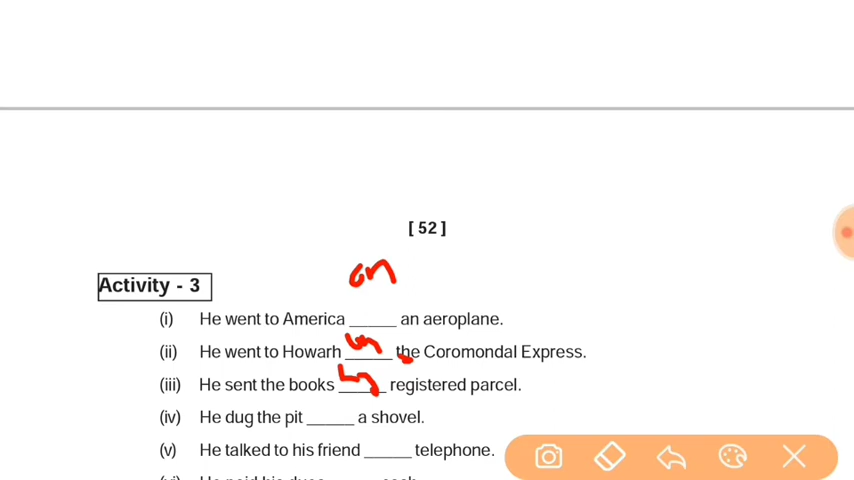 [ 52 ]
on
Activity - 3
(i) He went to America _____ an aeroplane.
(ii) He went to Howarh _____ the Coromondal Express.
(iii) He sent the books _____ registered parcel.
(iv) He dug the pit _____ a shovel.
(v) He talked to his friend _____ telephone.